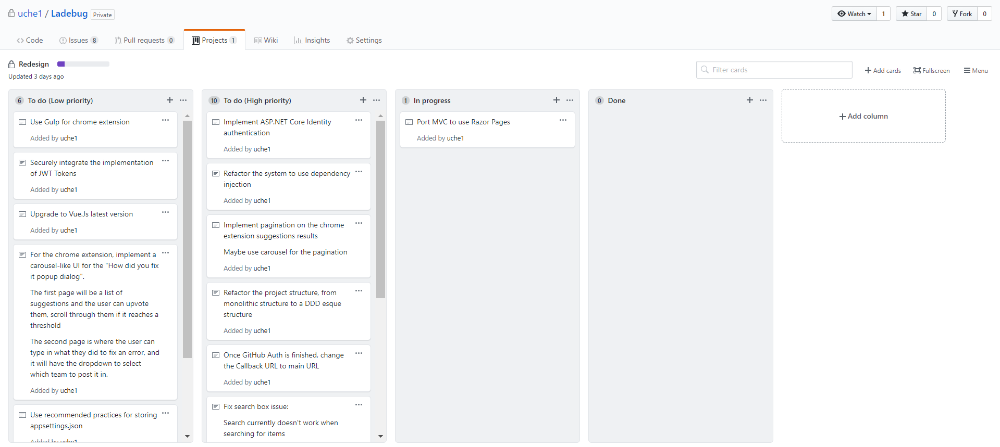 uche1 / Ladebug Private
Watch 1 Star 0 Fork 0
Code Issues 8 Pull requests 0 Projects 1 Wiki Insights Settings
Redesign
Updated 3 days ago
Filter cards
Add cards Fullscreen Menu
6 To do (Low priority)
Use Gulp for chrome extension
Added by uche1
Securely integrate the implementation
of JWT Tokens
Added by uche1
Upgrade to Vue.Js latest version
Added by uche1
For the chrome extension, implement a
carousel-like UI for the "How did you fix
it popup dialog".
The first page will be a list of
suggestions and the user can upvote
them, scroll through them if it reaches a
threshold
The second page is where the user can
type in what they did to fix an error, and
it will have the dropdown to select
which team to post it in.
Added by uche1
Use recommended practices for storing
appsettings.json
Added by uche1
10 To do (High priority)
Implement ASP.NET Core Identity
authentication
Added by uche1
Refactor the system to use dependency
injection
Added by uche1
Implement pagination on the chrome
extension suggestions results
Maybe use carousel for the pagination
Added by uche1
Refactor the project structure, from
monolithic structure to a DDD esque
structure
Added by uche1
Once GitHub Auth is finished, change
the Callback URL to main URL
Added by uche1
Fix search box issue:
Search currently doesn't work when
searching for items
1 In progress
Port MVC to use Razor Pages
Added by uche1
0 Done
Add column